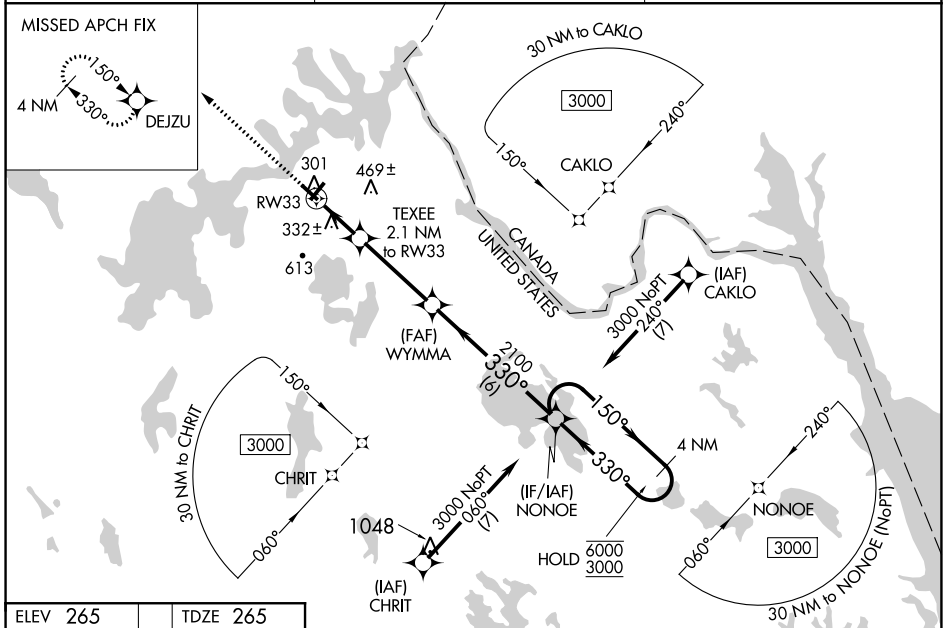 MISSED APCH FIX
150°
4 NM
330°
DEJZU
30 NM to CAKLO
3000
240°
150°
CAKLO
301
469±
RW33
332±
TEXEE
2.1 NM
to RW33
613
CANADA
UNITED STATES
(IAF)
CAKLO
3000 NoPT
240°
(7)
(FAF)
WYMMA
2100
330°
(6)
150°
30 NM to CHRIT
3000
CHRIT
060°
150°
4 NM
330°
(IF/IAF)
NONOE
240°
NONOE
060°
3000
30 NM to NONOE (NoPT)
1048
3000 NoPT
060°
(7)
HOLD 6000
3000
(IAF)
CHRIT
ELEV 265
TDZE 265